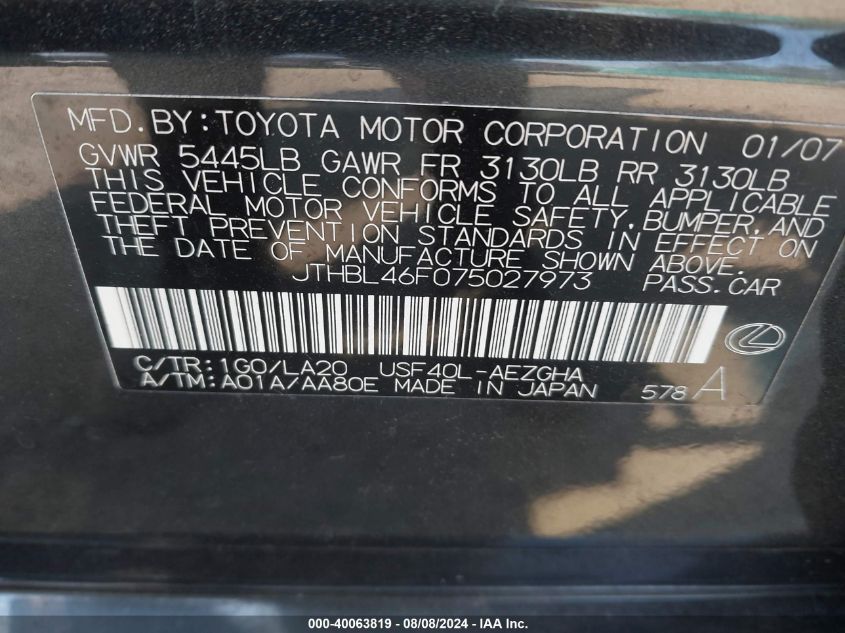 MFD. BY: TOYOTA MOTOR CORPORATION 01/07
GVWR 5445LB GAWR FR 3130LB RR 3130LB
THIS VEHICLE CONFORMS TO ALL APPLICABLE
FEDERAL MOTOR VEHICLE SAFETY, BUMPER, AND
THEFT PREVENTION STANDARDS IN EFFECT ON
THE DATE OF MANUFACTURE SHOWN ABOVE.
JTHBL46F075027973 PASS. CAR
C/TR: 1G0/LA20 USF40L-AEZGHA
A/TM: A01A/AA80E MADE IN JAPAN 578 A
000-40063819 - 08/08/2024 - IAA Inc.